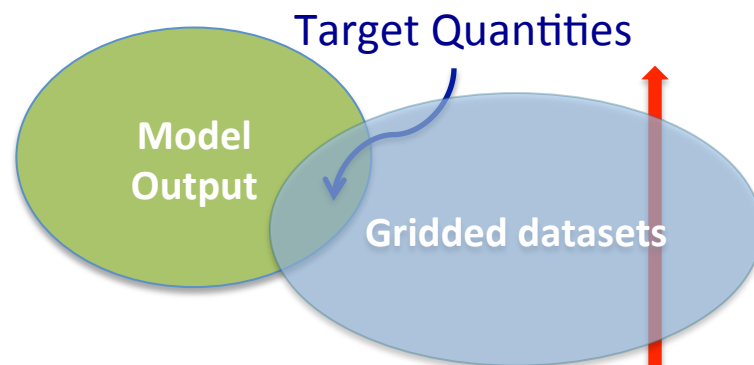 Target Quantities
Model
Output
Gridded datasets